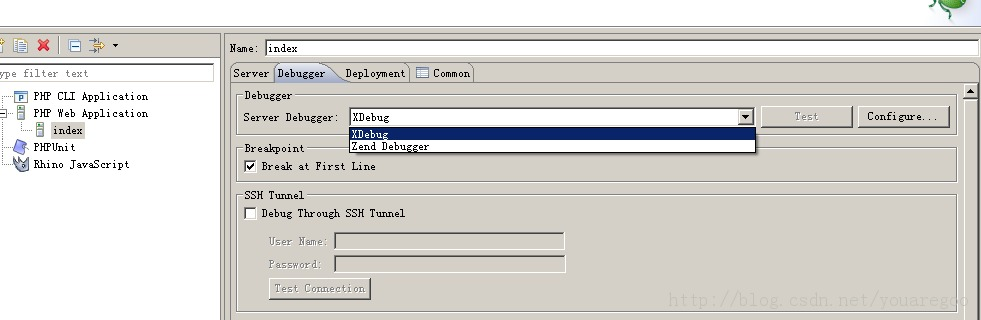 Name: index
ype filter text
Server Debugger Deployment Common
PHP CLI Application
PHP Web Application
index
PHPUnit
Rhino JavaScript
Debugger
Server Debugger: XDebug Test Configure...
XDebug
Zend Debugger
Breakpoint
Break at First Line
SSH Tunnel
Debug Through SSH Tunnel
User Name:
Password:
Test Connection
http://blog.csdn.net/youaregoo